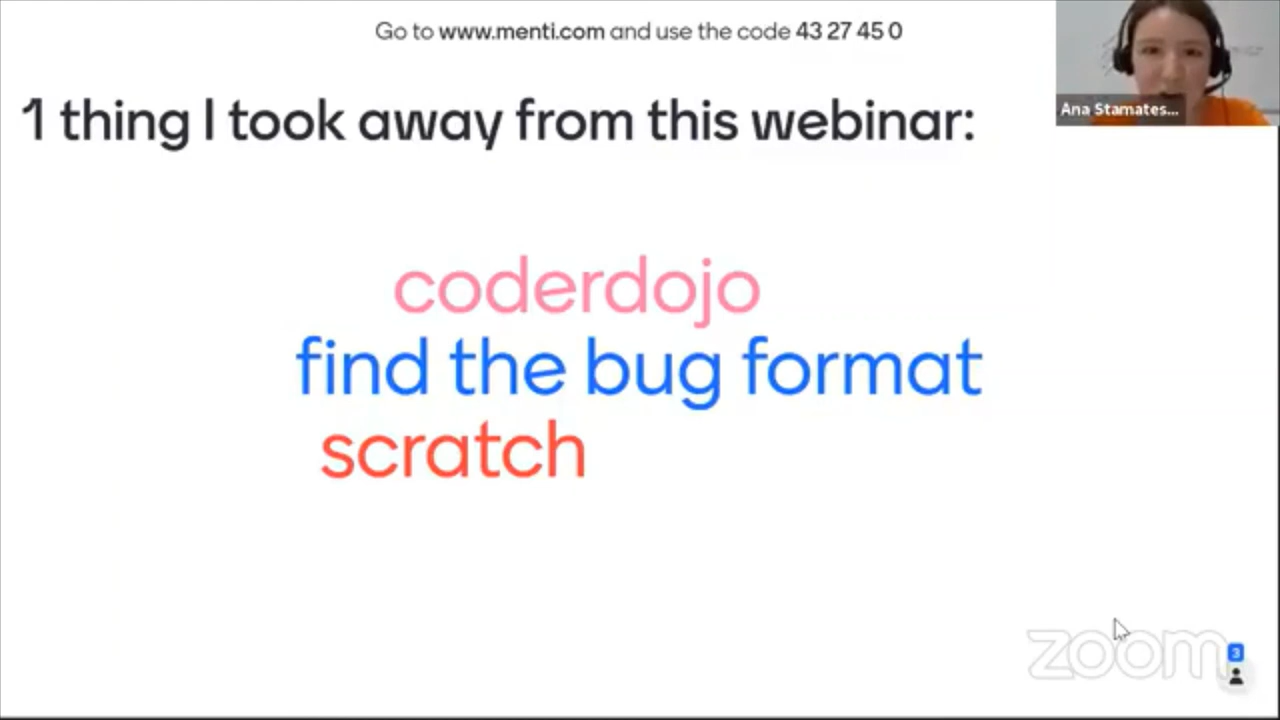 Go to www.menti.com and use the code 43 27 45 0
Ana Stamates...
1 thing I took away from this webinar:
coderdojo
find the bug format
scratch
zoom
3